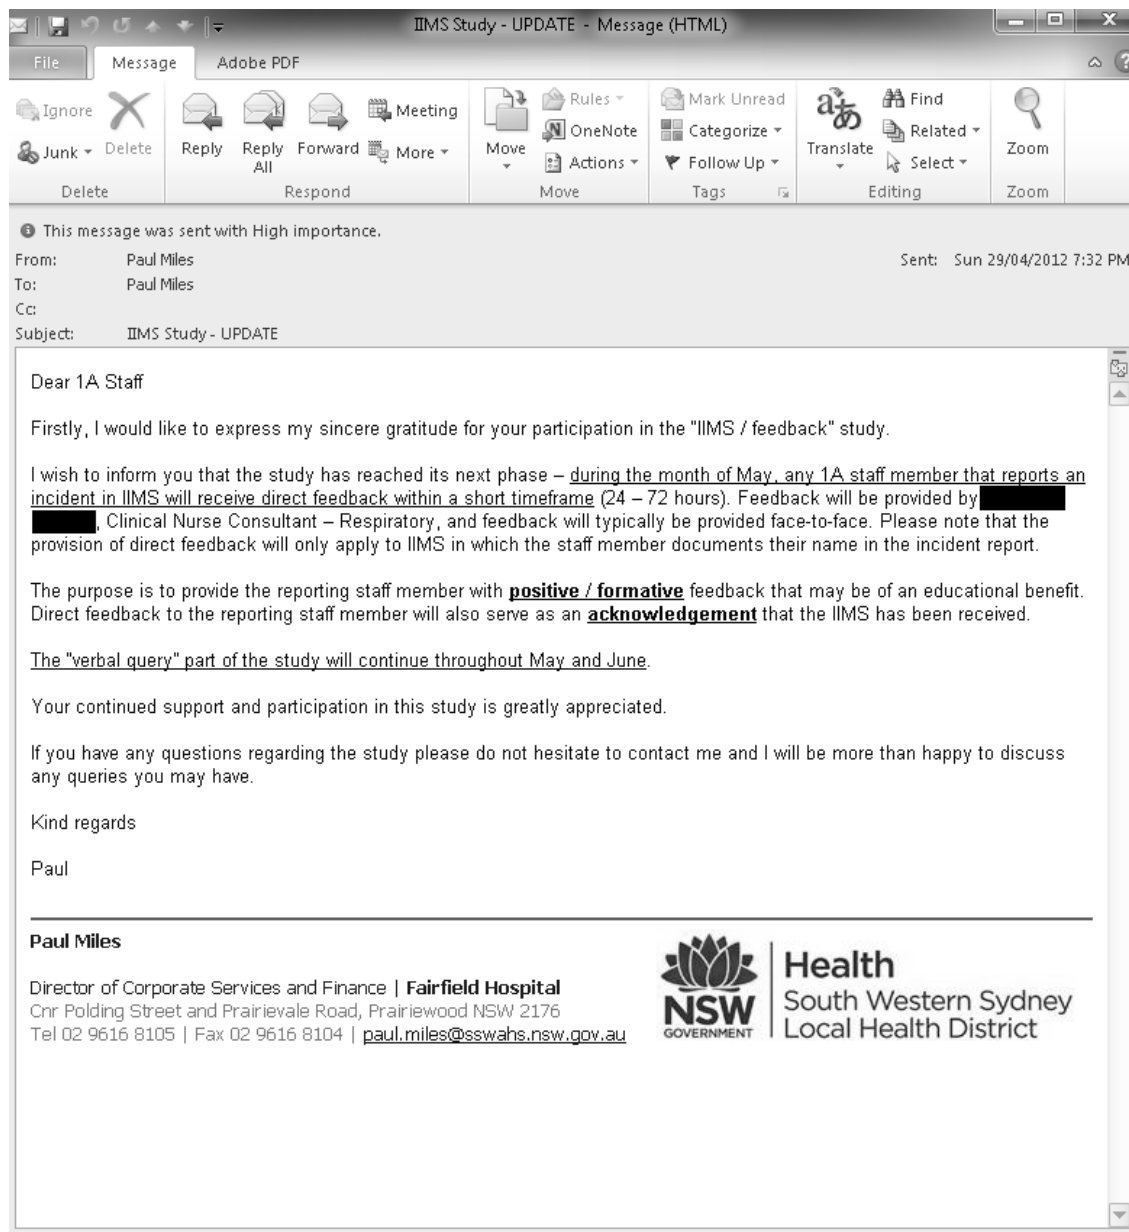 IIMS Study - UPDATE - Message (HTML)
File Message Adobe PDF
Ignore
Junk
Delete
Reply
Reply All
Forward
Meeting
More
Move
Rules
OneNote
Actions
Mark Unread
Categorize
Follow Up
Translate
Find
Related
Select
Zoom
Delete Respond Move Tags Editing Zoom
This message was sent with High importance.
From: Paul Miles Sent: Sun 29/04/2012 7:32 PM
To: Paul Miles
Cc:
Subject: IIMS Study - UPDATE
Dear 1A Staff
Firstly, I would like to express my sincere gratitude for your participation in the "IIMS / feedback" study.
I wish to inform you that the study has reached its next phase – during the month of May, any 1A staff member that reports an
incident in IIMS will receive direct feedback within a short timeframe (24 – 72 hours). Feedback will be provided by
, Clinical Nurse Consultant – Respiratory, and feedback will typically be provided face-to-face. Please note that the
provision of direct feedback will only apply to IIMS in which the staff member documents their name in the incident report.
The purpose is to provide the reporting staff member with positive / formative feedback that may be of an educational benefit.
Direct feedback to the reporting staff member will also serve as an acknowledgement that the IIMS has been received.
The "verbal query" part of the study will continue throughout May and June.
Your continued support and participation in this study is greatly appreciated.
If you have any questions regarding the study please do not hesitate to contact me and I will be more than happy to discuss
any queries you may have.
Kind regards
Paul
Paul Miles
Director of Corporate Services and Finance | Fairfield Hospital
Cnr Polding Street and Prairievale Road, Prairiewood NSW 2176
Tel 02 9616 8105 | Fax 02 9616 8104 | paul.miles@sswahs.nsw.gov.au
NSW
GOVERNMENT
Health
South Western Sydney
Local Health District